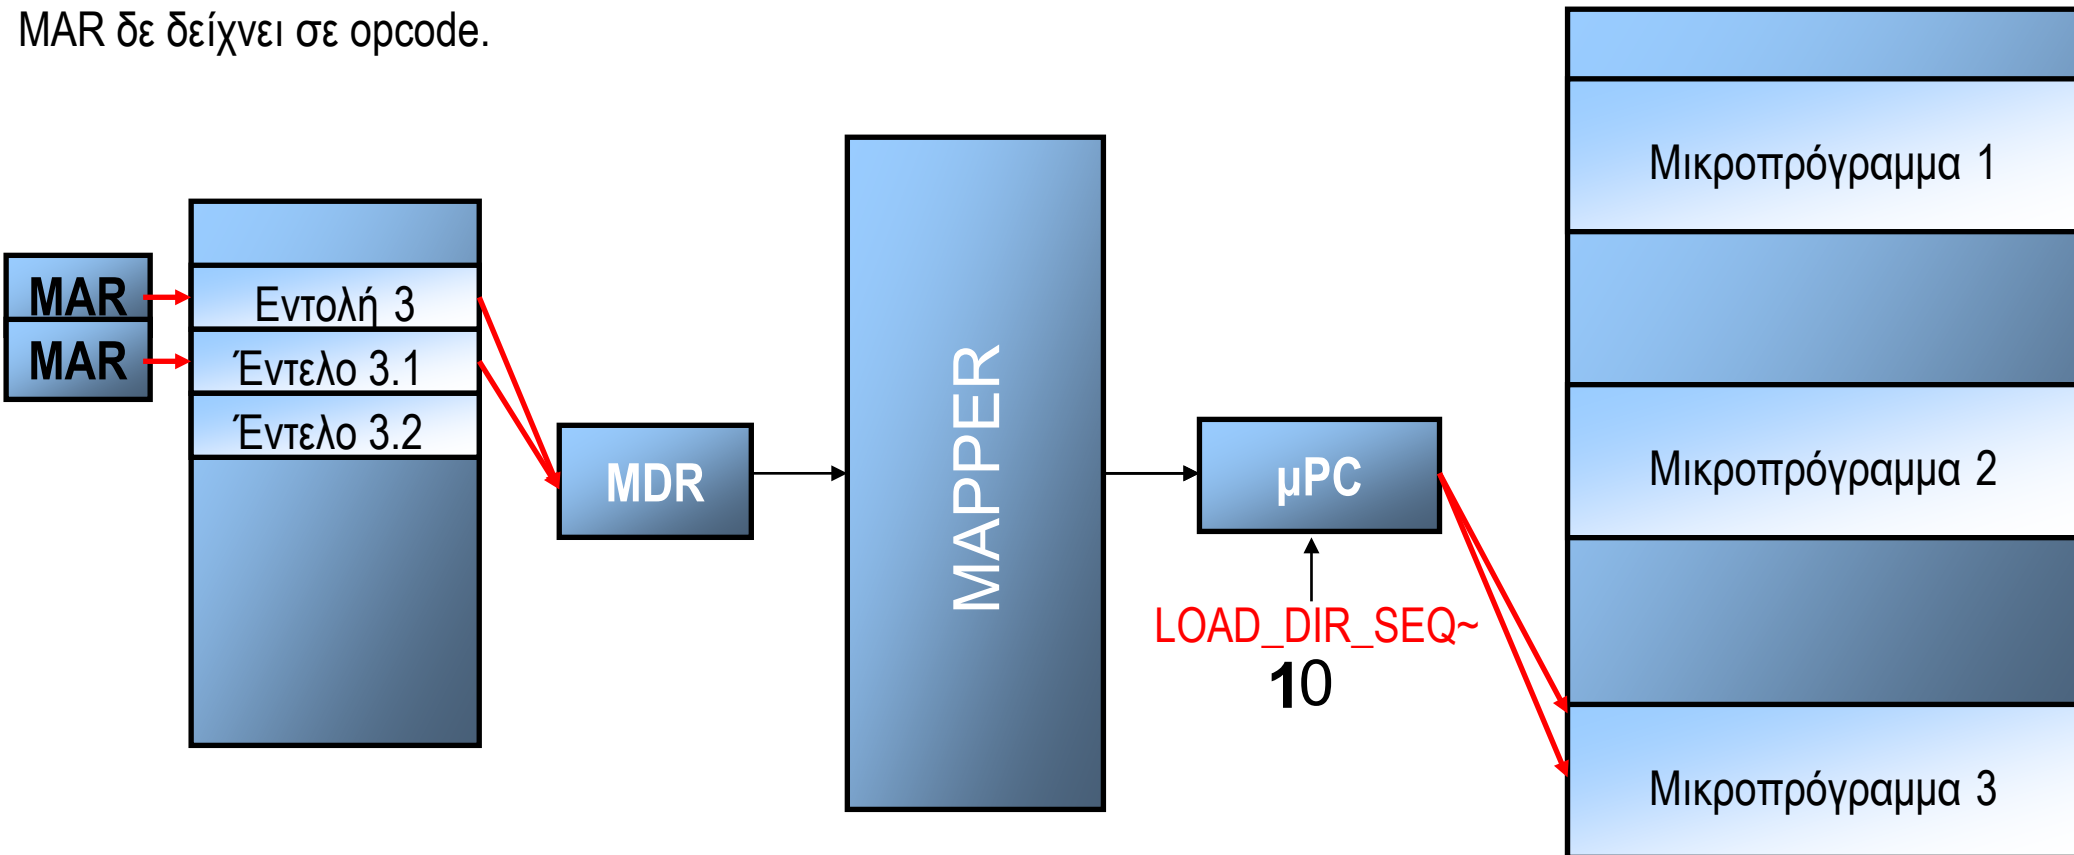 MAR δε δείχνει σε opcode.
Μικροπρόγραμμα 1
MAR
Εντολή 3
MAR
Έντελο 3.1
Έντελο 3.2
MDR
MAPPER
μPC
Μικροπρόγραμμα 2
LOAD_DIR_SEQ~
10
Μικροπρόγραμμα 3